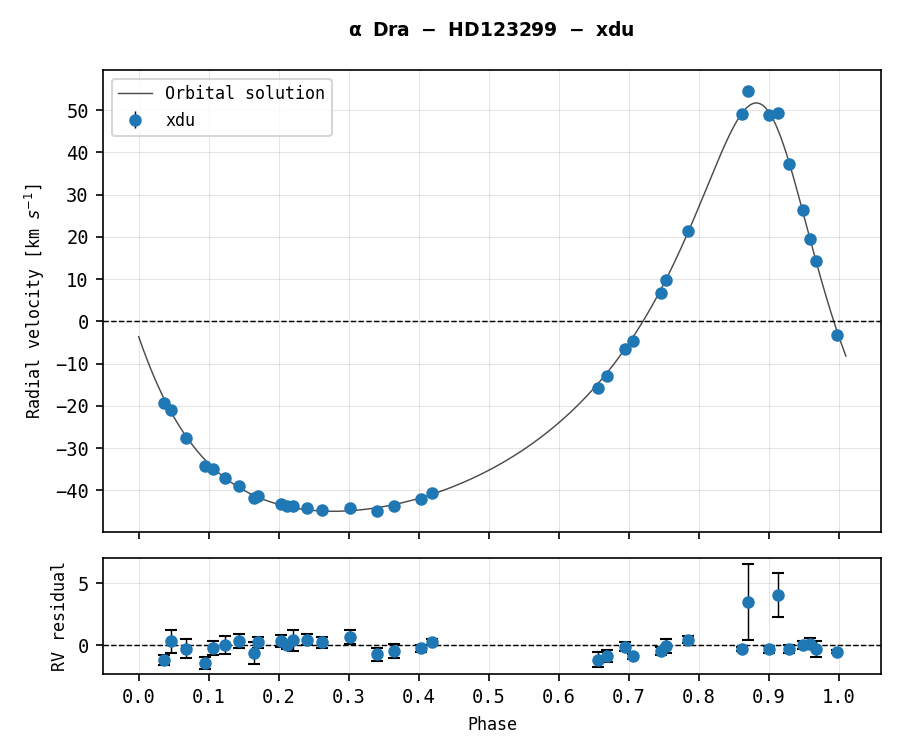 α Dra − HD123299 − xdu
Orbital solution
xdu
Radial velocity [km s⁻¹]
50
40
30
20
10
0
−10
−20
−30
−40
RV residual
5
0
0.0 0.1 0.2 0.3 0.4 0.5 0.6 0.7 0.8 0.9 1.0
Phase